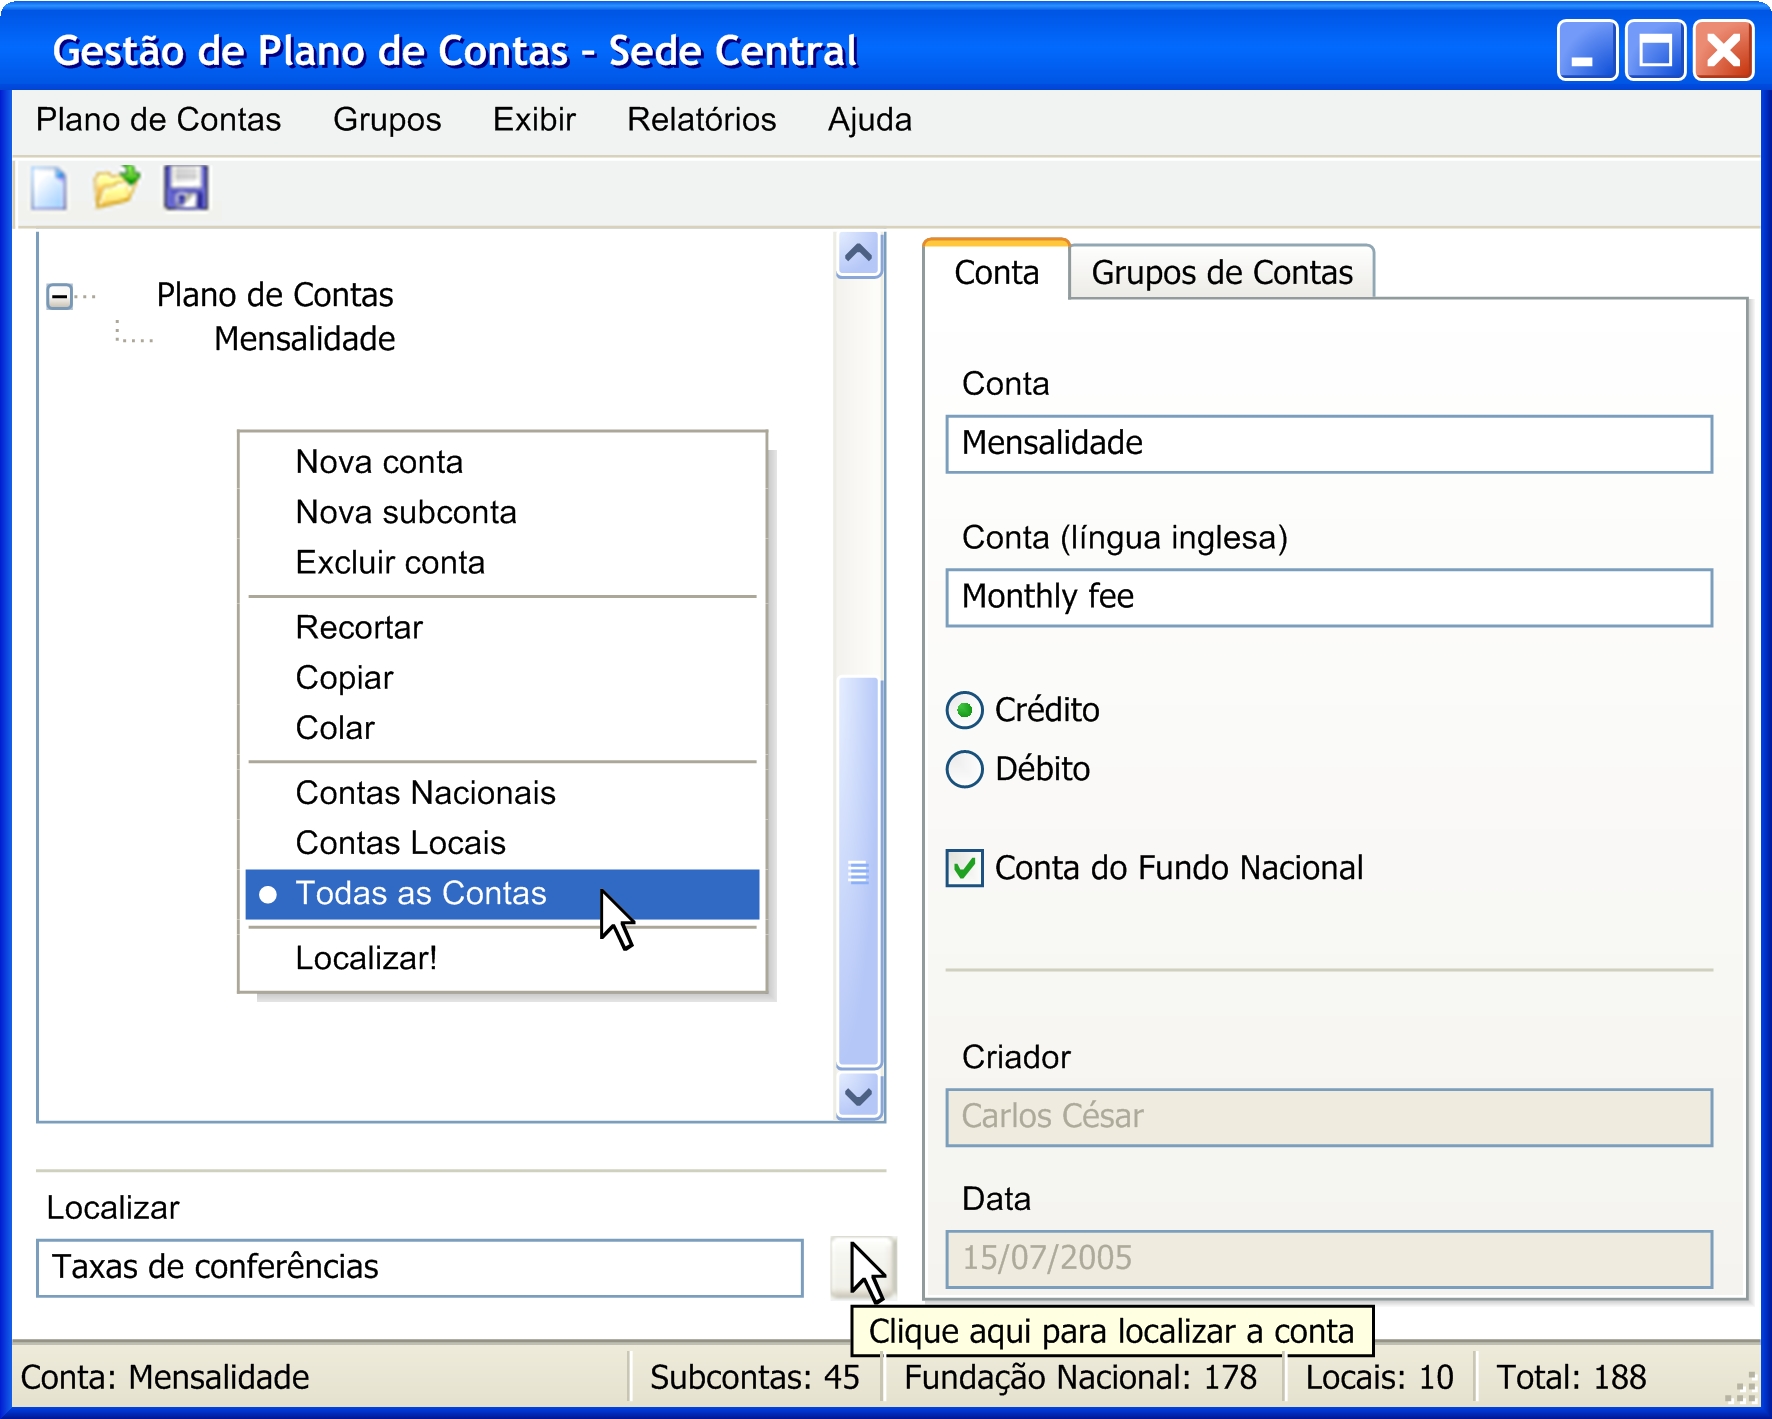 Gestão de Plano de Contas - Sede Central
Plano de Contas Grupos Exibir Relatórios Ajuda
Plano de Contas
Mensalidade
Nova conta
Nova subconta
Excluir conta
Recortar
Copiar
Colar
Contas Nacionais
Contas Locais
Todas as Contas
Localizar!
Localizar
Taxas de conferências
Clique aqui para localizar a conta
Conta Grupos de Contas
Conta
Mensalidade
Conta (língua inglesa)
Monthly fee
Crédito
Débito
Conta do Fundo Nacional
Criador
Carlos César
Data
15/07/2005
Conta: Mensalidade Subcontas: 45 Fundação Nacional: 178 Locais: 10 Total: 188